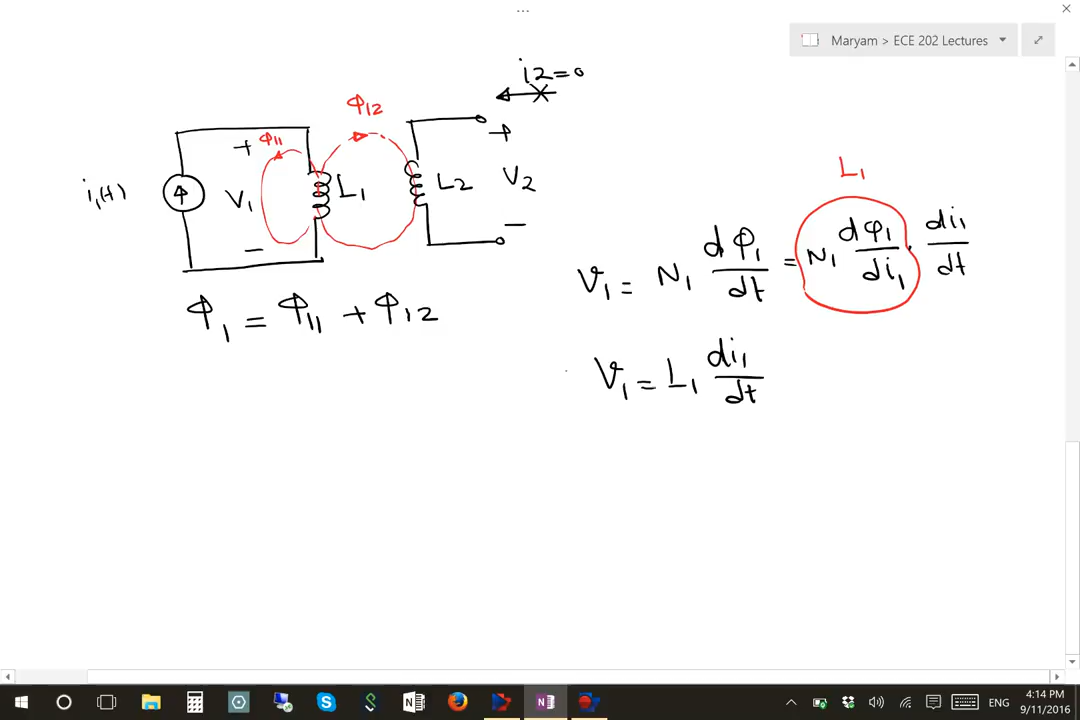 ...
Maryam > ECE 202 Lectures
i2=0
φ12
φ11
+
+
i₁(t)
V₁
L₁
L2
V2
−
−
φ₁ = φ11 + φ12
L₁
V₁ = N₁ dφ₁/dt = N₁ dφ₁/di₁ · di₁/dt
V₁ = L₁ di₁/dt
ENG
4:14 PM
9/11/2016